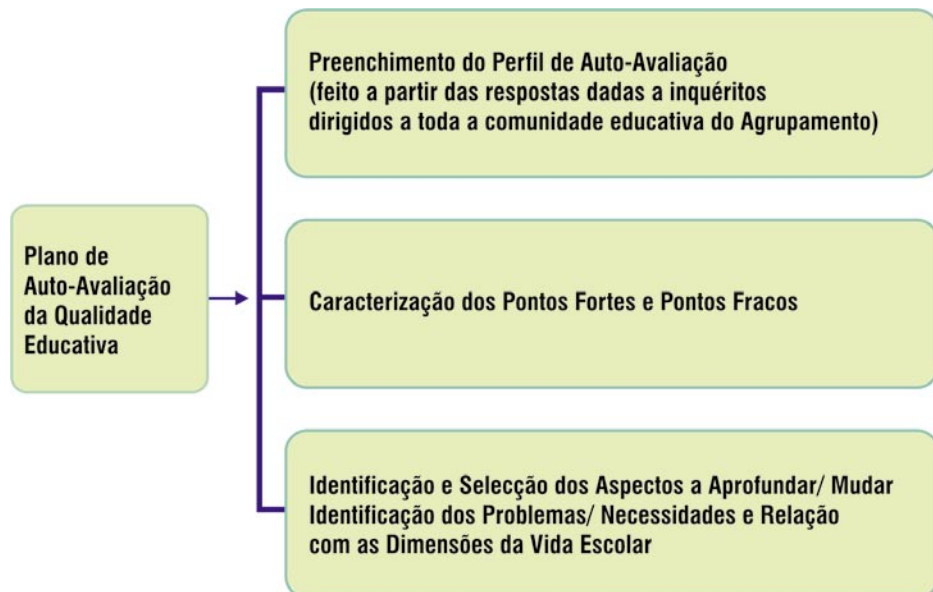 Preenchimento do Perfil de Auto-Avaliação
(feito a partir das respostas dadas a inquéritos
dirigidos a toda a comunidade educativa do Agrupamento)
Plano de
Auto-Avaliação
da Qualidade
Educativa
Caracterização dos Pontos Fortes e Pontos Fracos
Identificação e Selecção dos Aspectos a Aprofundar/ Mudar
Identificação dos Problemas/ Necessidades e Relação
com as Dimensões da Vida Escolar